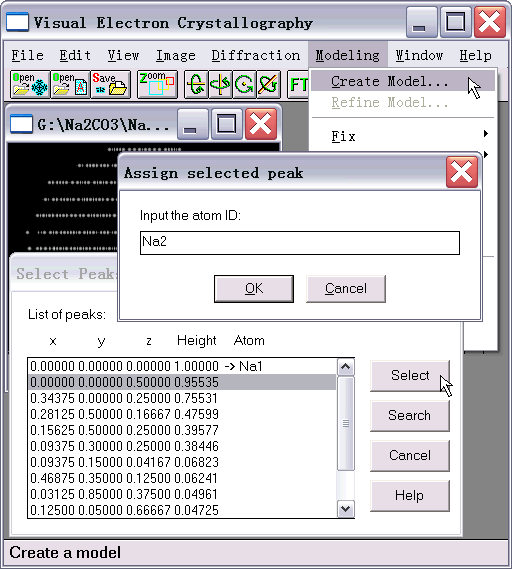 Visual Electron Crystallography
File Edit View Image Diffraction Modeling Window Help
Open Open Save Zoom FT
Create Model...
Refine Model...
G:\Na2CO3\Na...
Fix
Assign selected peak
Input the atom ID:
Na2
OK Cancel
Select Peaks
List of peaks:
x y z Height Atom
0.00000 0.00000 0.00000 1.00000 -> Na1
0.00000 0.00000 0.50000 0.95535
0.34375 0.00000 0.25000 0.75531
0.28125 0.50000 0.16667 0.47599
0.15625 0.50000 0.25000 0.39577
0.09375 0.30000 0.25000 0.38446
0.09375 0.15000 0.04167 0.06823
0.46875 0.35000 0.12500 0.06241
0.03125 0.85000 0.37500 0.04961
0.12500 0.05000 0.66667 0.04725
Select
Search
Cancel
Help
Create a model